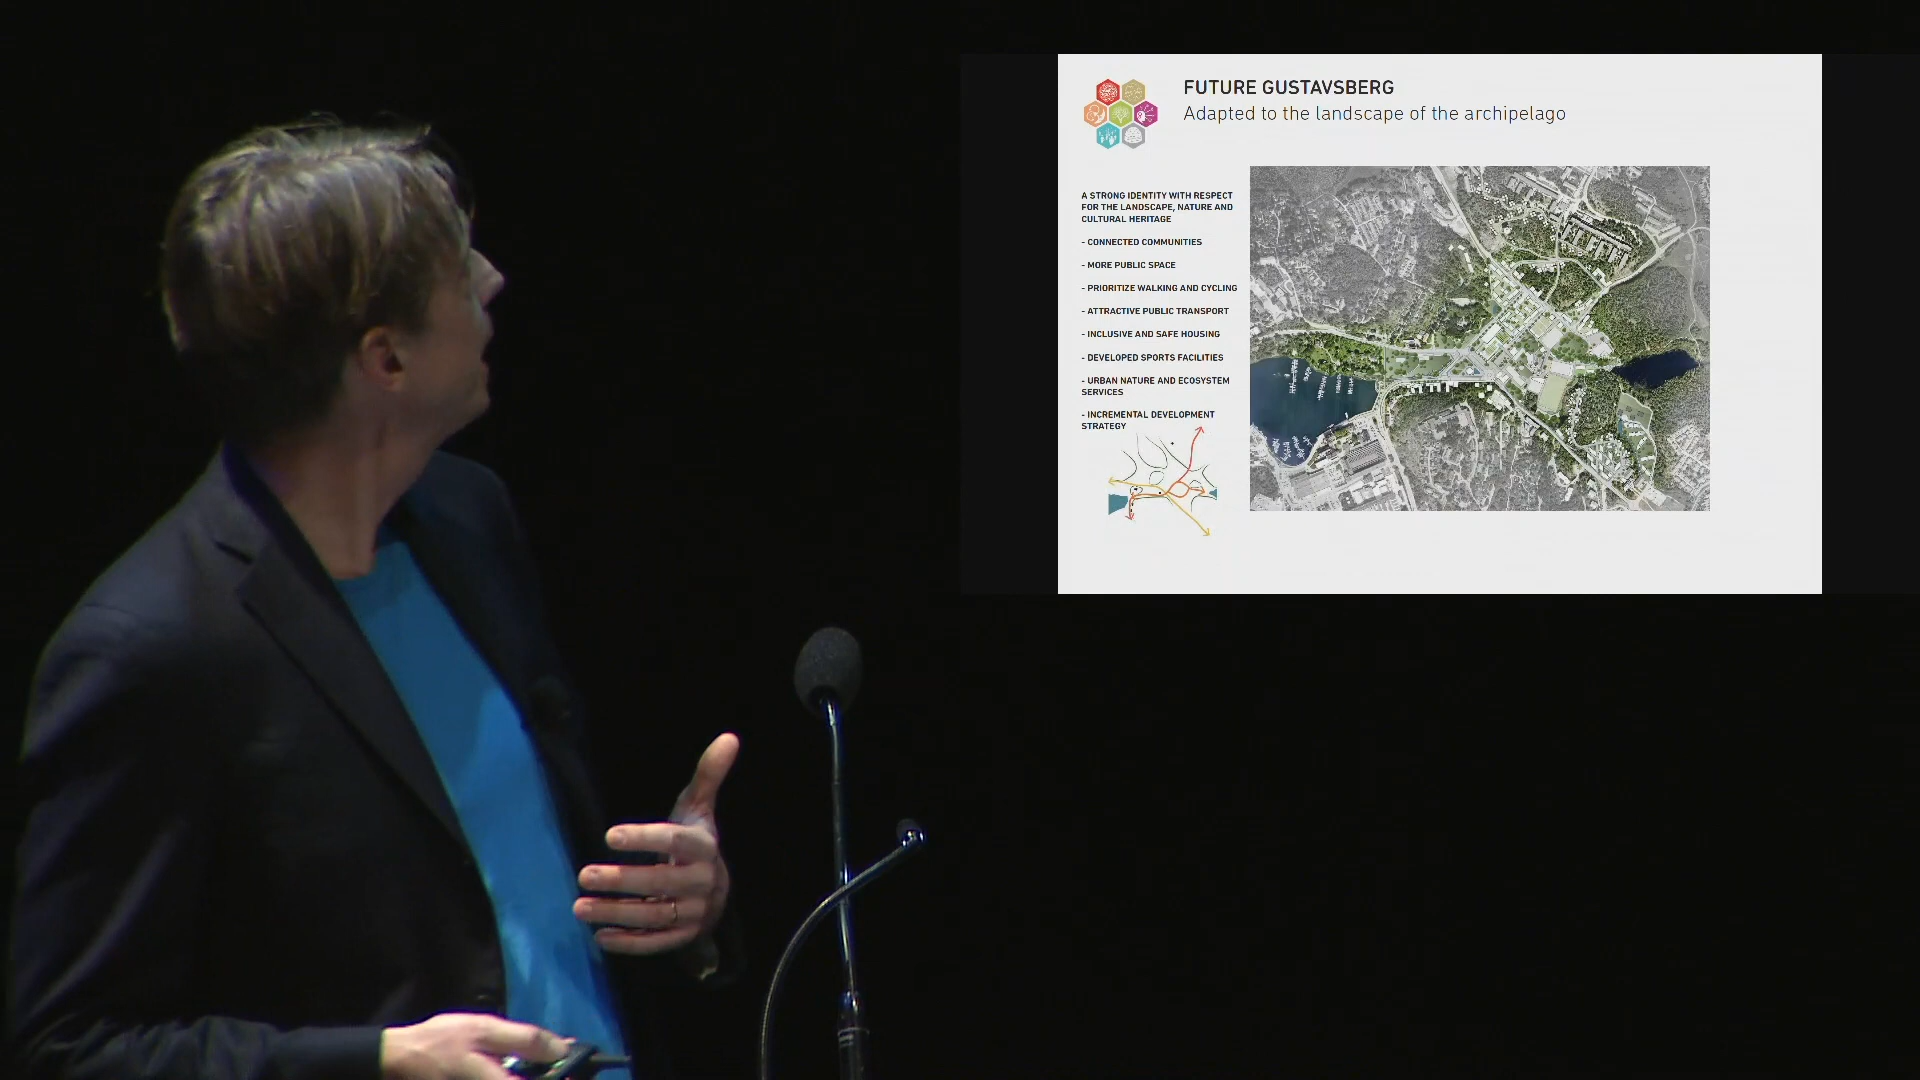 FUTURE GUSTAVSBERG
Adapted to the landscape of the archipelago
A STRONG IDENTITY WITH RESPECT
FOR THE LANDSCAPE, NATURE AND
CULTURAL HERITAGE
- CONNECTED COMMUNITIES
- MORE PUBLIC SPACE
- PRIORITIZE WALKING AND CYCLING
- ATTRACTIVE PUBLIC TRANSPORT
- INCLUSIVE AND SAFE HOUSING
- DEVELOPED SPORTS FACILITIES
- URBAN NATURE AND ECOSYSTEM
SERVICES
- INCREMENTAL DEVELOPMENT
STRATEGY